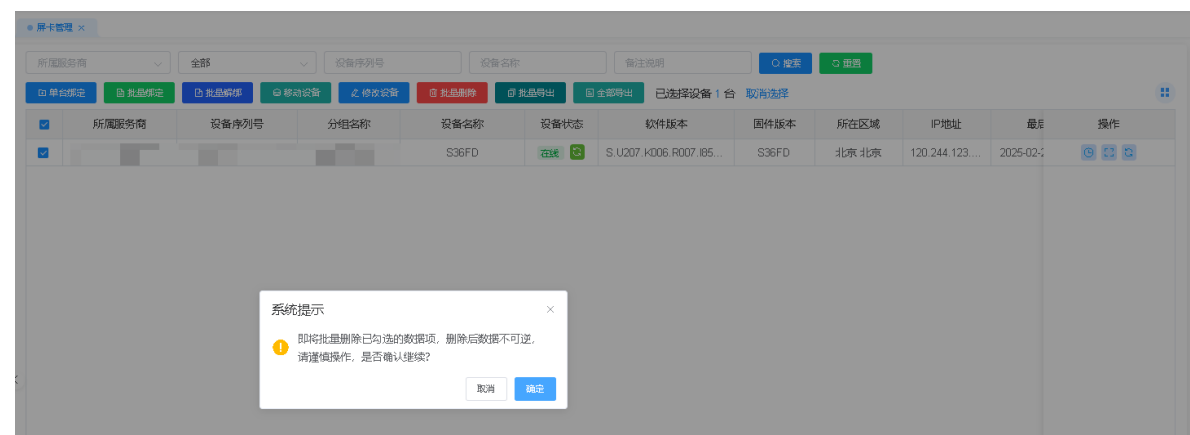 屏卡管理 ×
所属服务商 全部 设备序列号 设备名称 备注说明 搜索 重置
单台绑定 批量绑定 批量解绑 移动设备 修改设备 批量删除 批量导出 全部导出 已选择设备 1 台 取消选择
所属服务商 设备序列号 分组名称 设备名称 设备状态 软件版本 固件版本 所在区域 IP地址 最后 操作
S36FD 在线 S.U207.K006.R007.I85... S36FD 北京 北京 120.244.123.... 2025-02-2
系统提示 ×
即将批量删除已勾选的数据项，删除后数据不可逆，
请谨慎操作，是否确认继续？
取消 确定